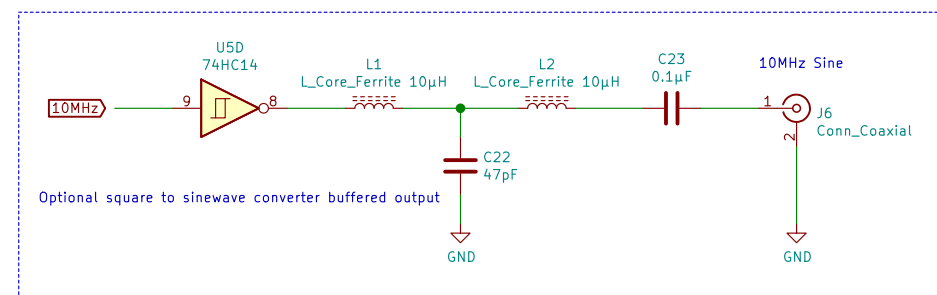 U5D
74HC14
10MHz
9
8
L1
L_Core_Ferrite 10µH
L2
L_Core_Ferrite 10µH
C23
0.1µF
10MHz Sine
1
J6
Conn_Coaxial
2
C22
47pF
Optional square to sinewave converter buffered output
GND
GND